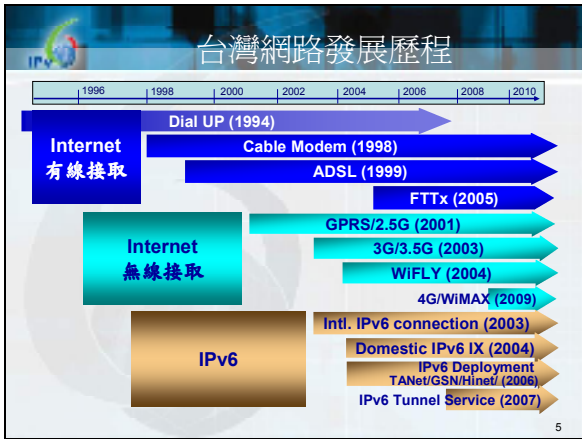 IPv6
台灣網路發展歷程
1996 1998 2000 2002 2004 2006 2008 2010
Dial UP (1994)
Internet
有線接取
Cable Modem (1998)
ADSL (1999)
FTTx (2005)
Internet
無線接取
GPRS/2.5G (2001)
3G/3.5G (2003)
WiFLY (2004)
4G/WiMAX (2009)
IPv6
Intl. IPv6 connection (2003)
Domestic IPv6 IX (2004)
IPv6 Deployment
TANet/GSN/Hinet/ (2006)
IPv6 Tunnel Service (2007)
5